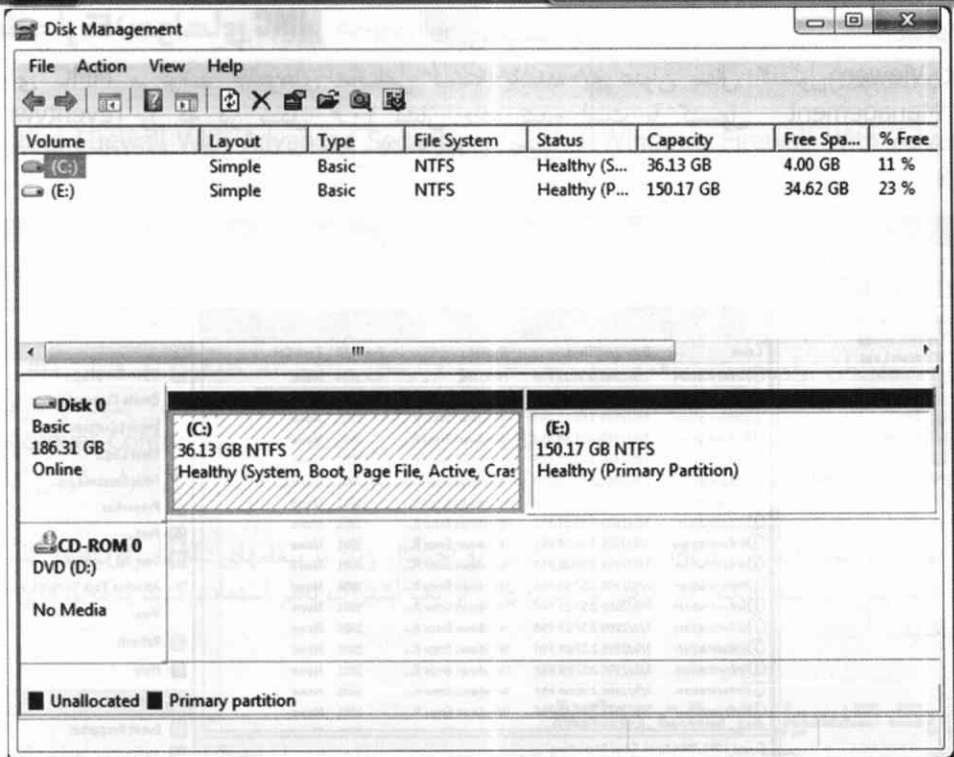 Disk Management
File Action View Help
Volume Layout Type File System Status Capacity Free Spa... % Free
(C:) Simple Basic NTFS Healthy (S... 36.13 GB 4.00 GB 11 %
(E:) Simple Basic NTFS Healthy (P... 150.17 GB 34.62 GB 23 %
Disk 0
Basic
186.31 GB
Online
(C:)
36.13 GB NTFS
Healthy (System, Boot, Page File, Active, Cras
(E:)
150.17 GB NTFS
Healthy (Primary Partition)
CD-ROM 0
DVD (D:)
No Media
Unallocated Primary partition